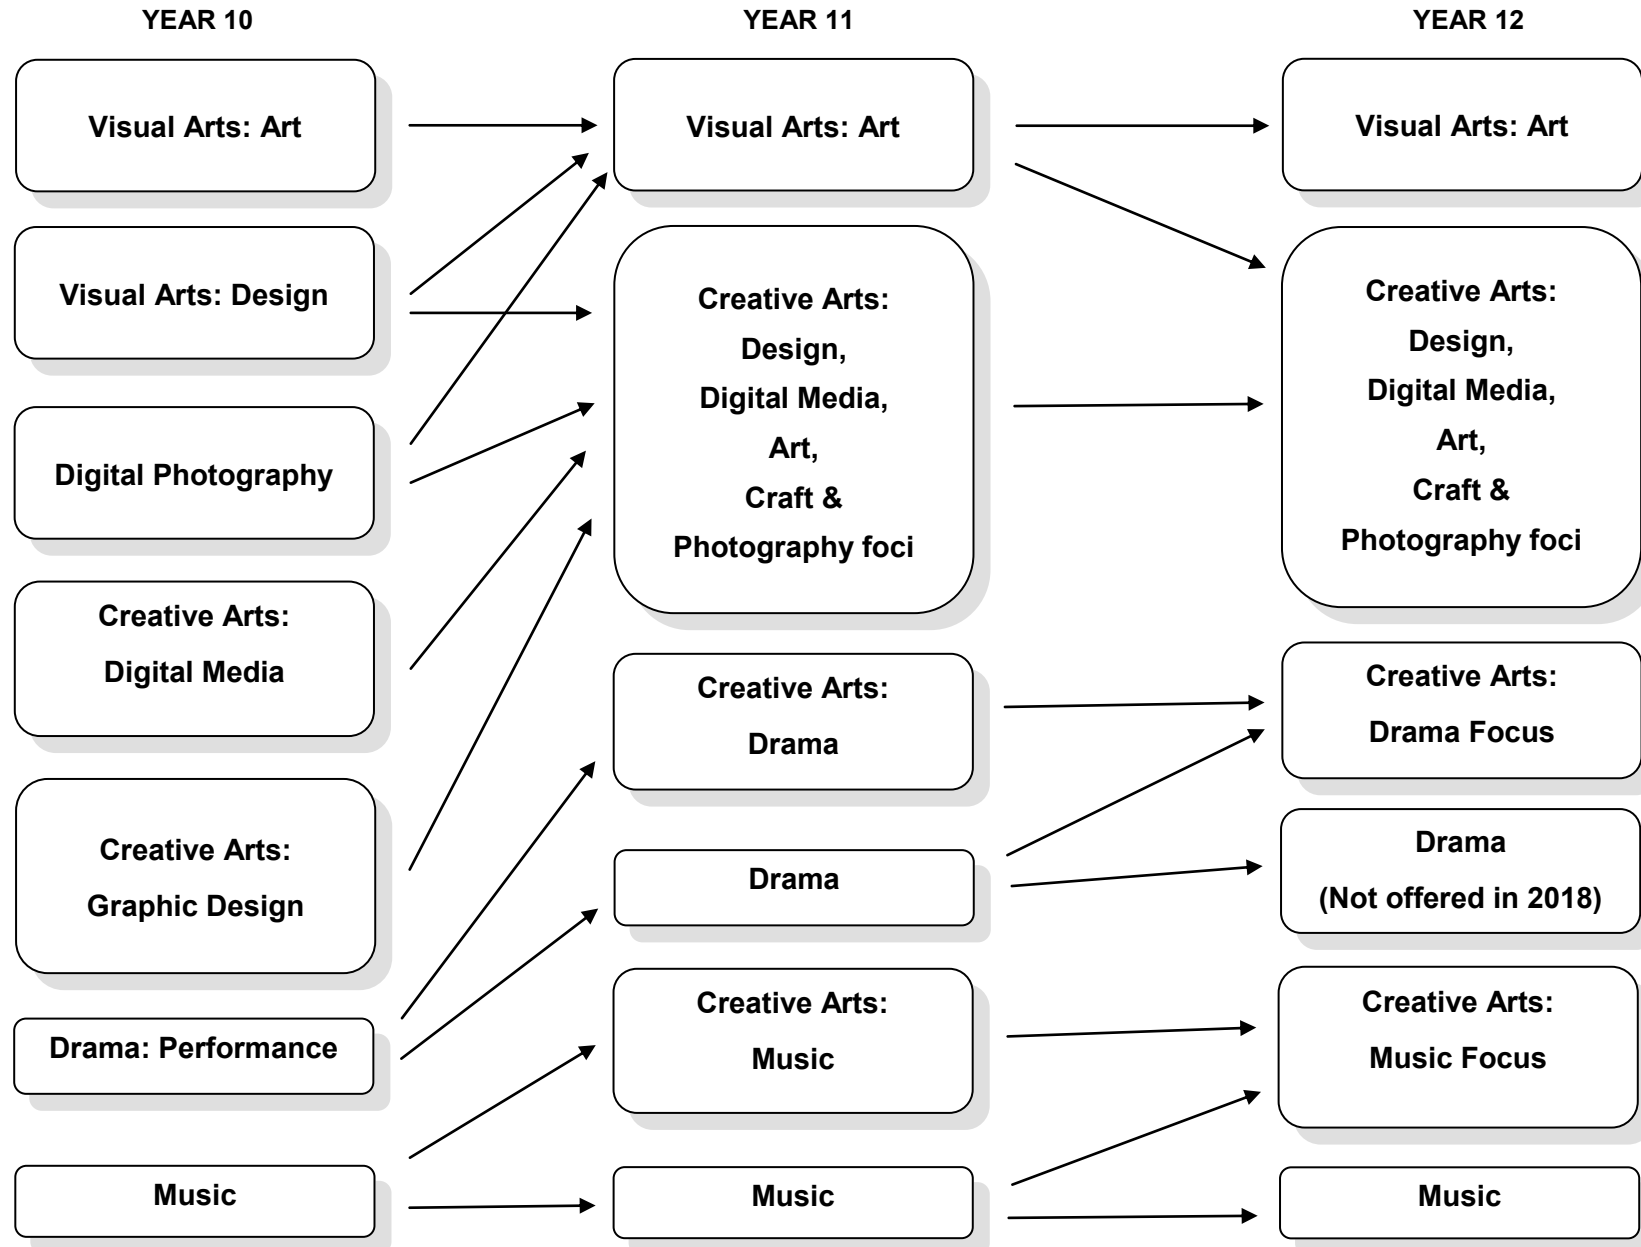 YEAR 10
YEAR 11
YEAR 12
Visual Arts: Art
Visual Arts: Design
Digital Photography
Creative Arts:
Digital Media
Creative Arts:
Graphic Design
Drama: Performance
Music
Visual Arts: Art
Creative Arts:
Design,
Digital Media,
Art,
Craft &
Photography foci
Creative Arts:
Drama
Drama
Creative Arts:
Music
Music
Visual Arts: Art
Creative Arts:
Design,
Digital Media,
Art,
Craft &
Photography foci
Creative Arts:
Drama Focus
Drama
(Not offered in 2018)
Creative Arts:
Music Focus
Music